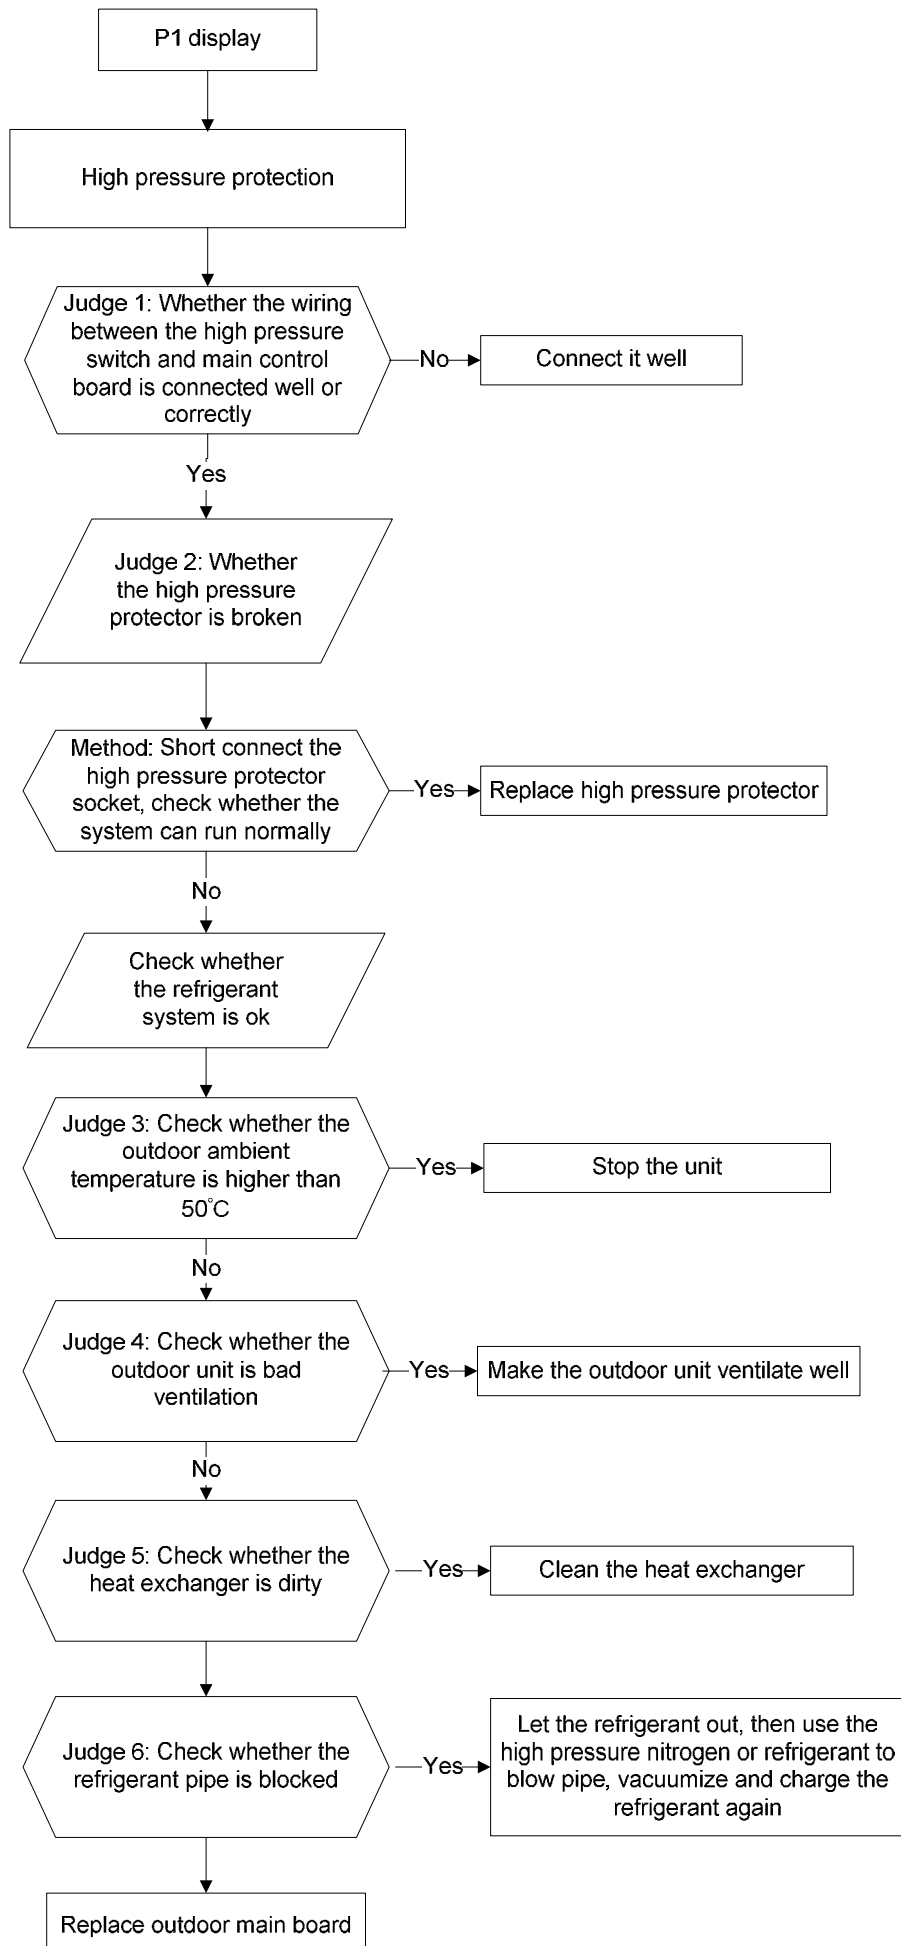 P1 display
High pressure protection
Judge 1: Whether the wiring
between the high pressure
switch and main control
board is connected well or
correctly
No
Connect it well
Yes
Judge 2: Whether
the high pressure
protector is broken
Method: Short connect the
high pressure protector
socket, check whether the
system can run normally
Yes
Replace high pressure protector
No
Check whether
the refrigerant
system is ok
Judge 3: Check whether the
outdoor ambient
temperature is higher than
50°C
Yes
Stop the unit
No
Judge 4: Check whether the
outdoor unit is bad
ventilation
Yes
Make the outdoor unit ventilate well
No
Judge 5: Check whether the
heat exchanger is dirty
Yes
Clean the heat exchanger
Judge 6: Check whether the
refrigerant pipe is blocked
Yes
Let the refrigerant out, then use the
high pressure nitrogen or refrigerant to
blow pipe, vacuumize and charge the
refrigerant again
Replace outdoor main board